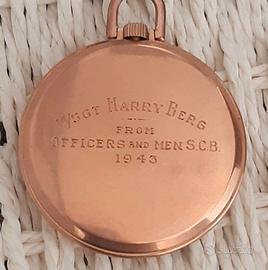 W/SGT HARRY BERG
FROM
OFFICERS AND MEN S.C.B.
1943